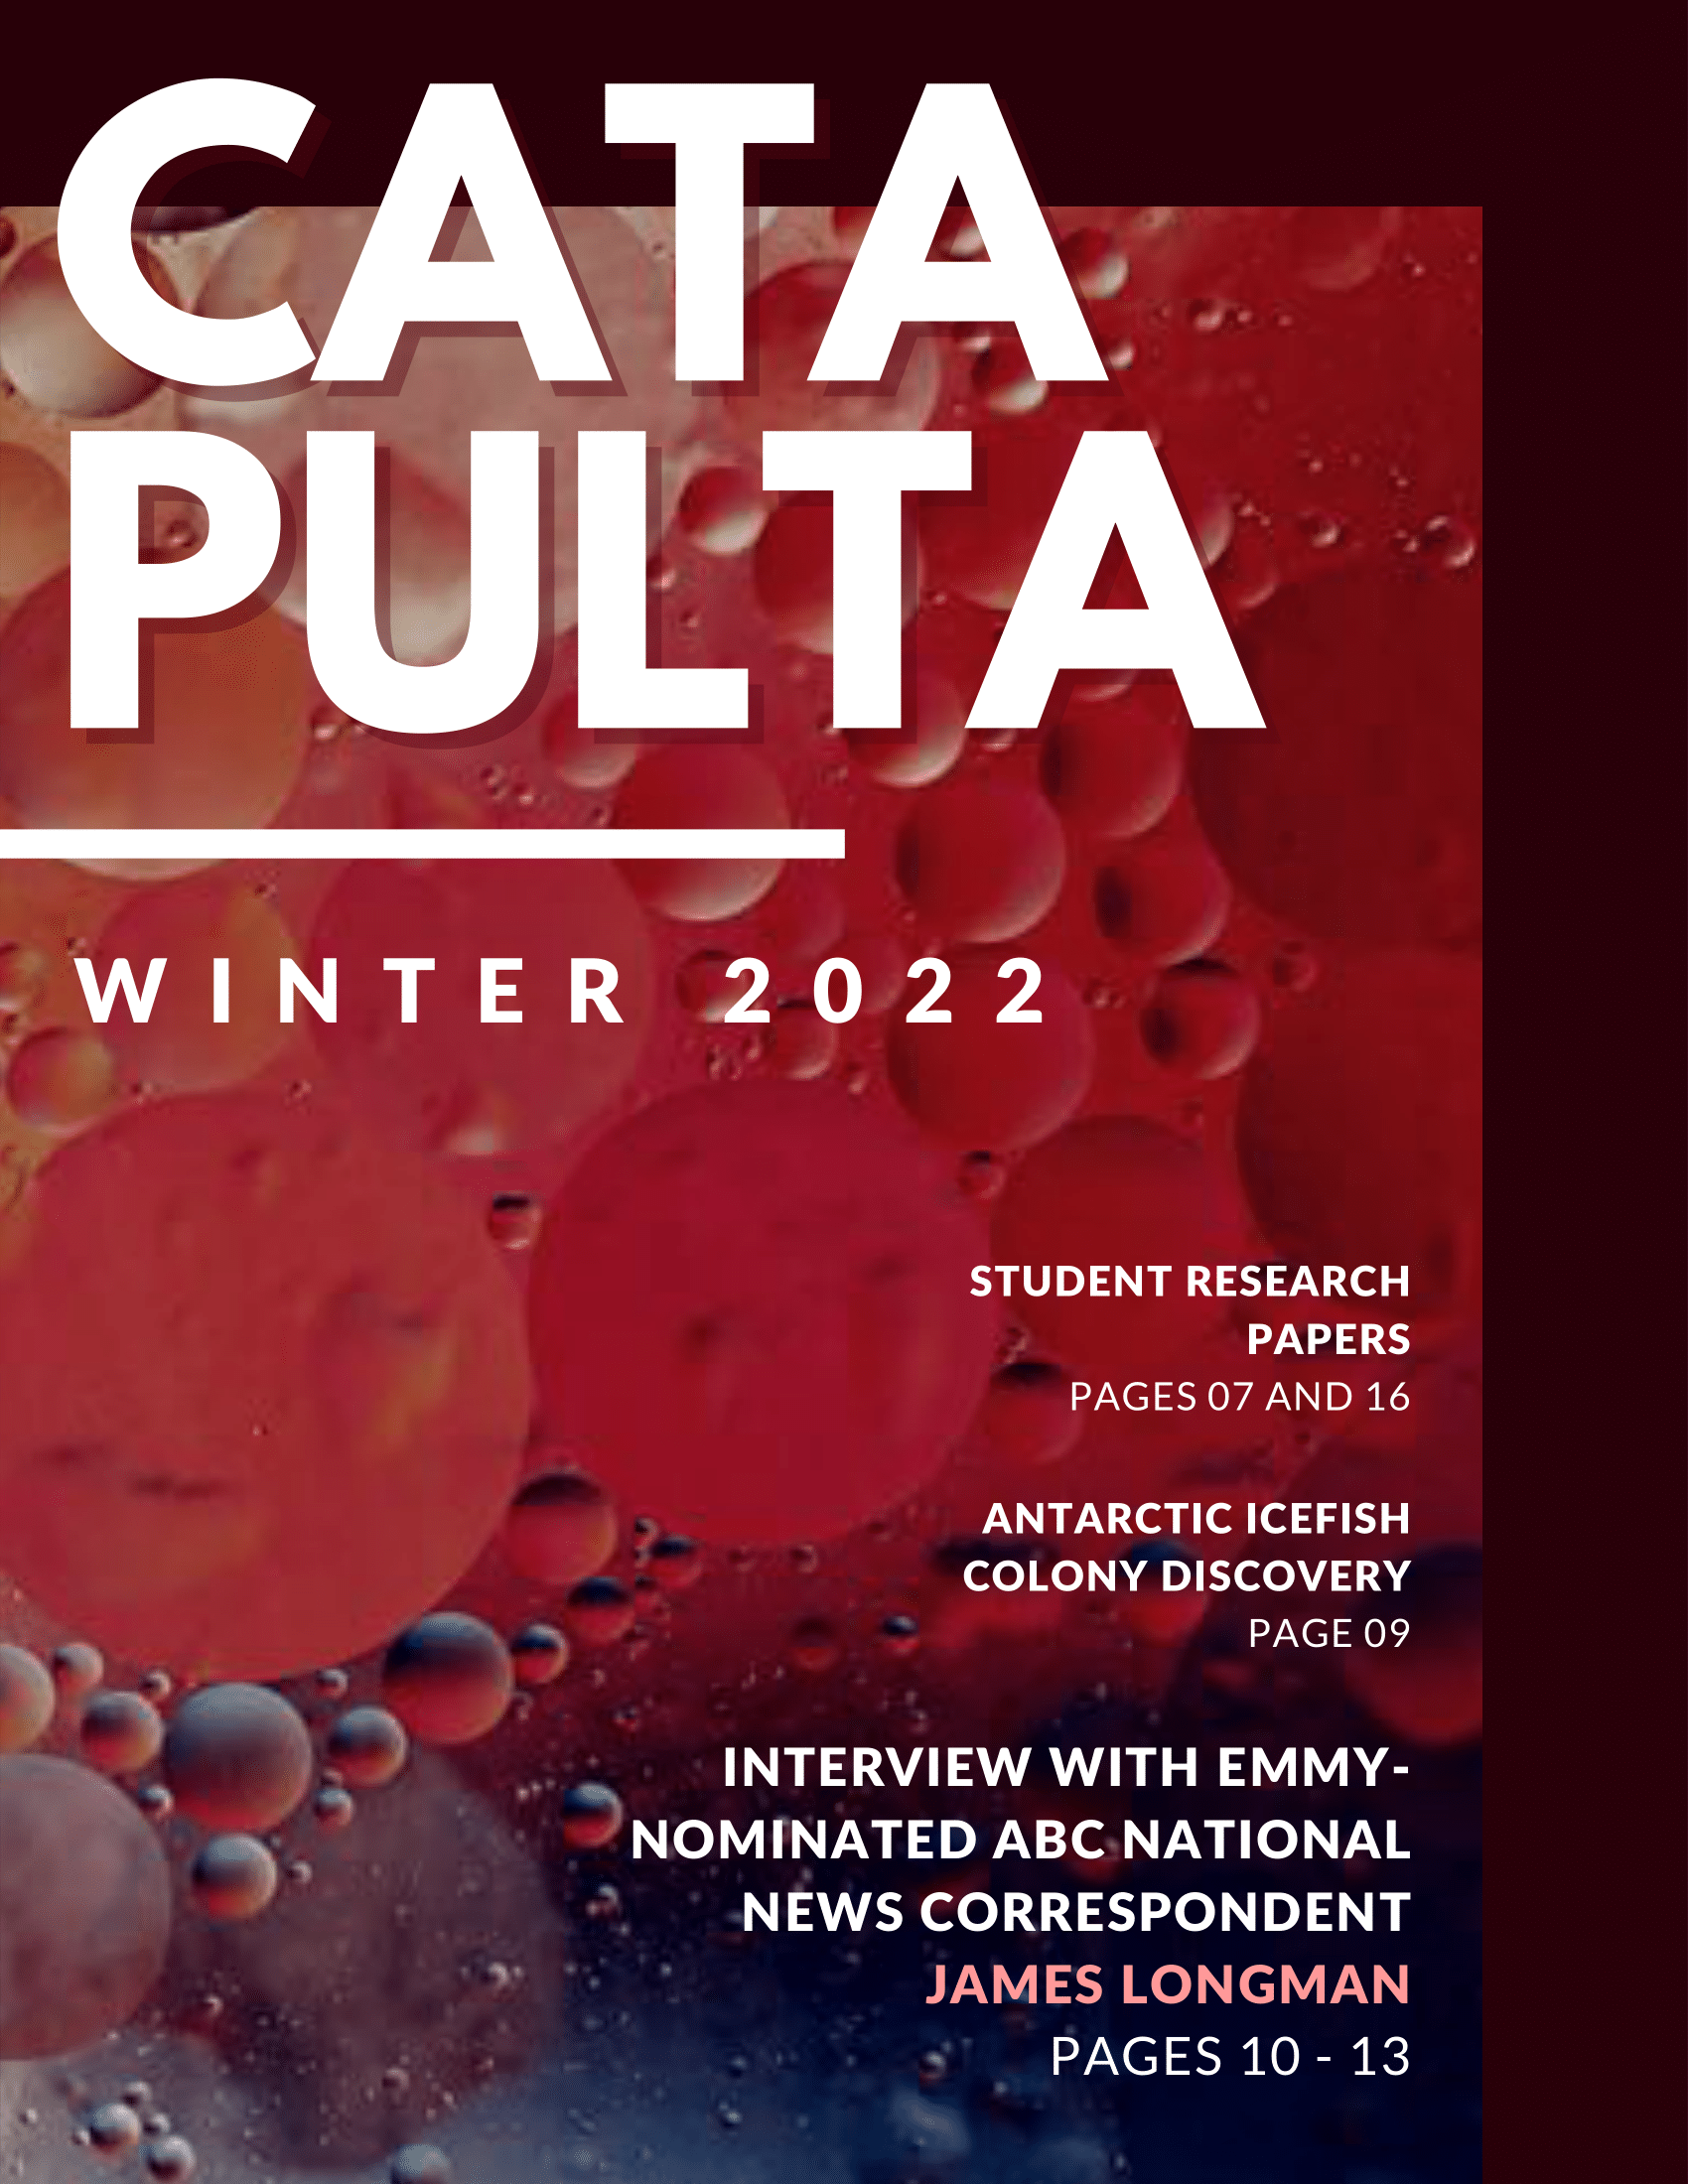 CATA
PULTA
WINTER 2022
STUDENT RESEARCH
PAPERS
PAGES 07 AND 16
ANTARCTIC ICEFISH
COLONY DISCOVERY
PAGE 09
INTERVIEW WITH EMMY-
NOMINATED ABC NATIONAL
NEWS CORRESPONDENT
JAMES LONGMAN
PAGES 10 - 13